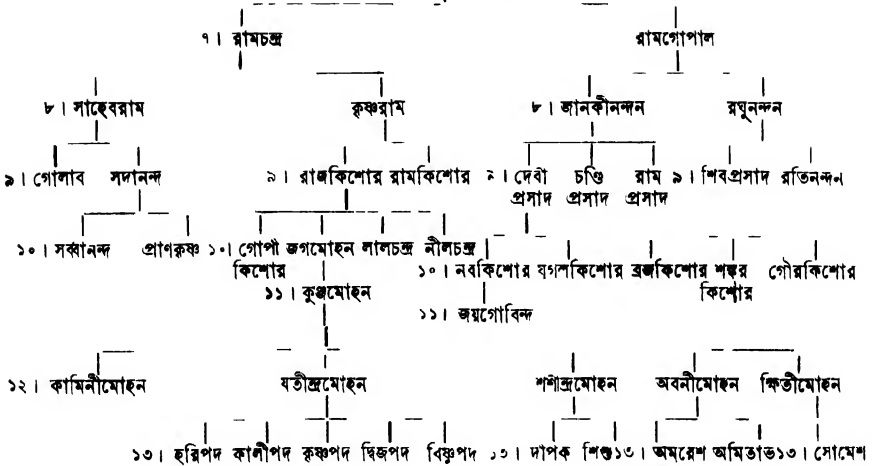 ৭। রামচন্দ্র রামগোপাল
৮। সাহেবরাম কৃষ্ণরাম ৮। জানকীনন্দন রঘুনন্দন
৯। গোলাব সদানন্দ ৯। রাজকিশোর রামকিশোর ৯। দেবী চণ্ডি রাম ৯। শিবপ্রসাদ রতিনন্দন
প্রসাদ প্রসাদ প্রসাদ
১০। সর্ব্বানন্দ প্রাণকৃষ্ণ ১০। গোপী জগমোহন লালচন্দ্র নীলচন্দ্র ১০। নবকিশোর যুগলকিশোর ব্রজকিশোর শঙ্কর গৌরকিশোর
কিশোর কিশোর
১১। কুঞ্জমোহন ১১। জয়গোবিন্দ
১২। কামিনীমোহন যতীন্দ্রমোহন শশীন্দ্রমোহন অবনীমোহন ক্ষিতীমোহন
১৩। হরিপদ কালীপদ কৃষ্ণপদ দ্বিজপদ বিষ্ণুপদ ১৩। দীপক শিশু ১৩। অমরেশ অমিতাভ ১৩। সোমেশ